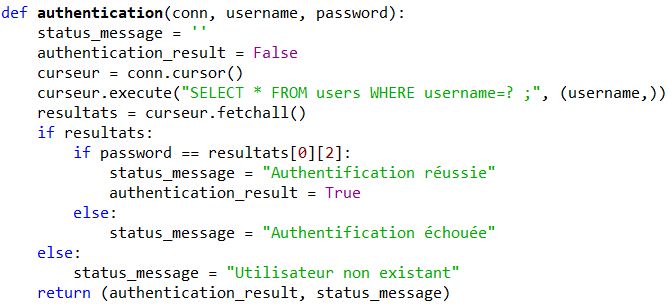 def authentication(conn, username, password):
    status_message = ''
    authentication_result = False
    curseur = conn.cursor()
    curseur.execute("SELECT * FROM users WHERE username=? ;", (username,))
    resultats = curseur.fetchall()
    if resultats:
        if password == resultats[0][2]:
            status_message = "Authentification réussie"
            authentication_result = True
        else:
            status_message = "Authentification échouée"
    else:
        status_message = "Utilisateur non existant"
    return (authentication_result, status_message)